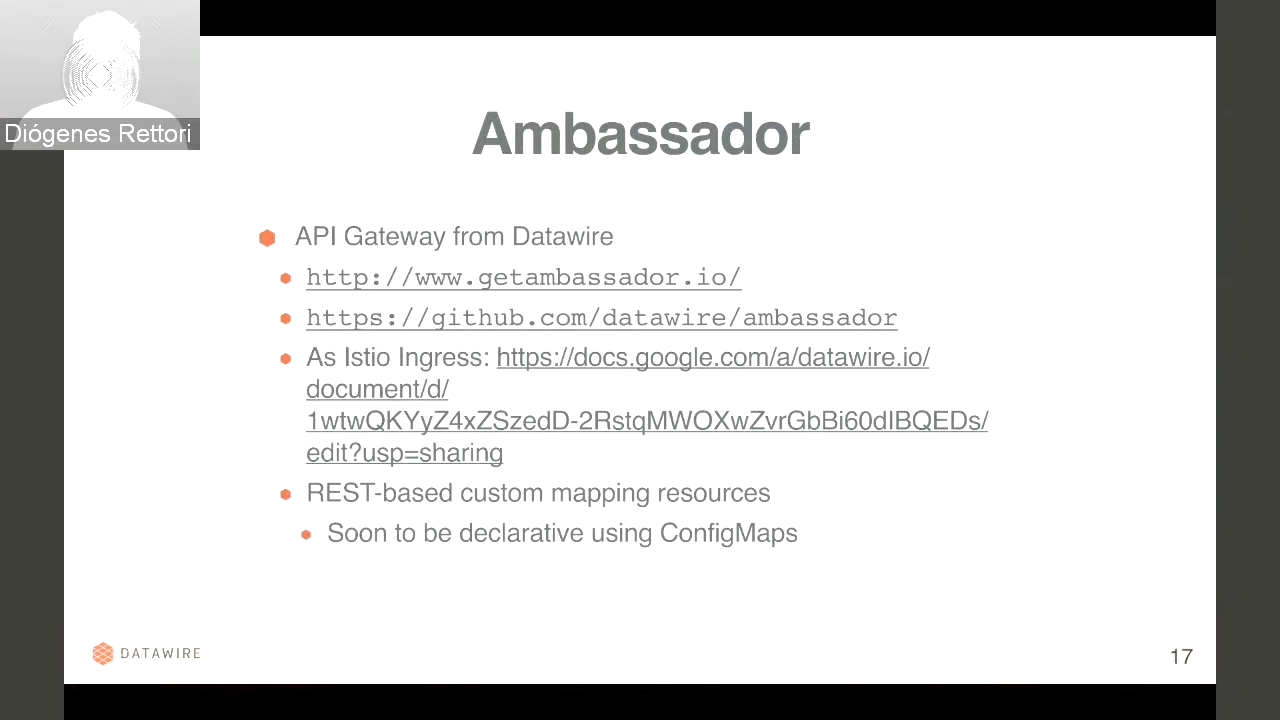 Diógenes Rettori
Ambassador
API Gateway from Datawire
http://www.getambassador.io/
https://github.com/datawire/ambassador
As Istio Ingress: https://docs.google.com/a/datawire.io/
document/d/
1wtwQKYyZ4xZSzedD-2RstqMWOXwZvrGbBi60dIBQEDs/
edit?usp=sharing
REST-based custom mapping resources
Soon to be declarative using ConfigMaps
DATAWIRE
17